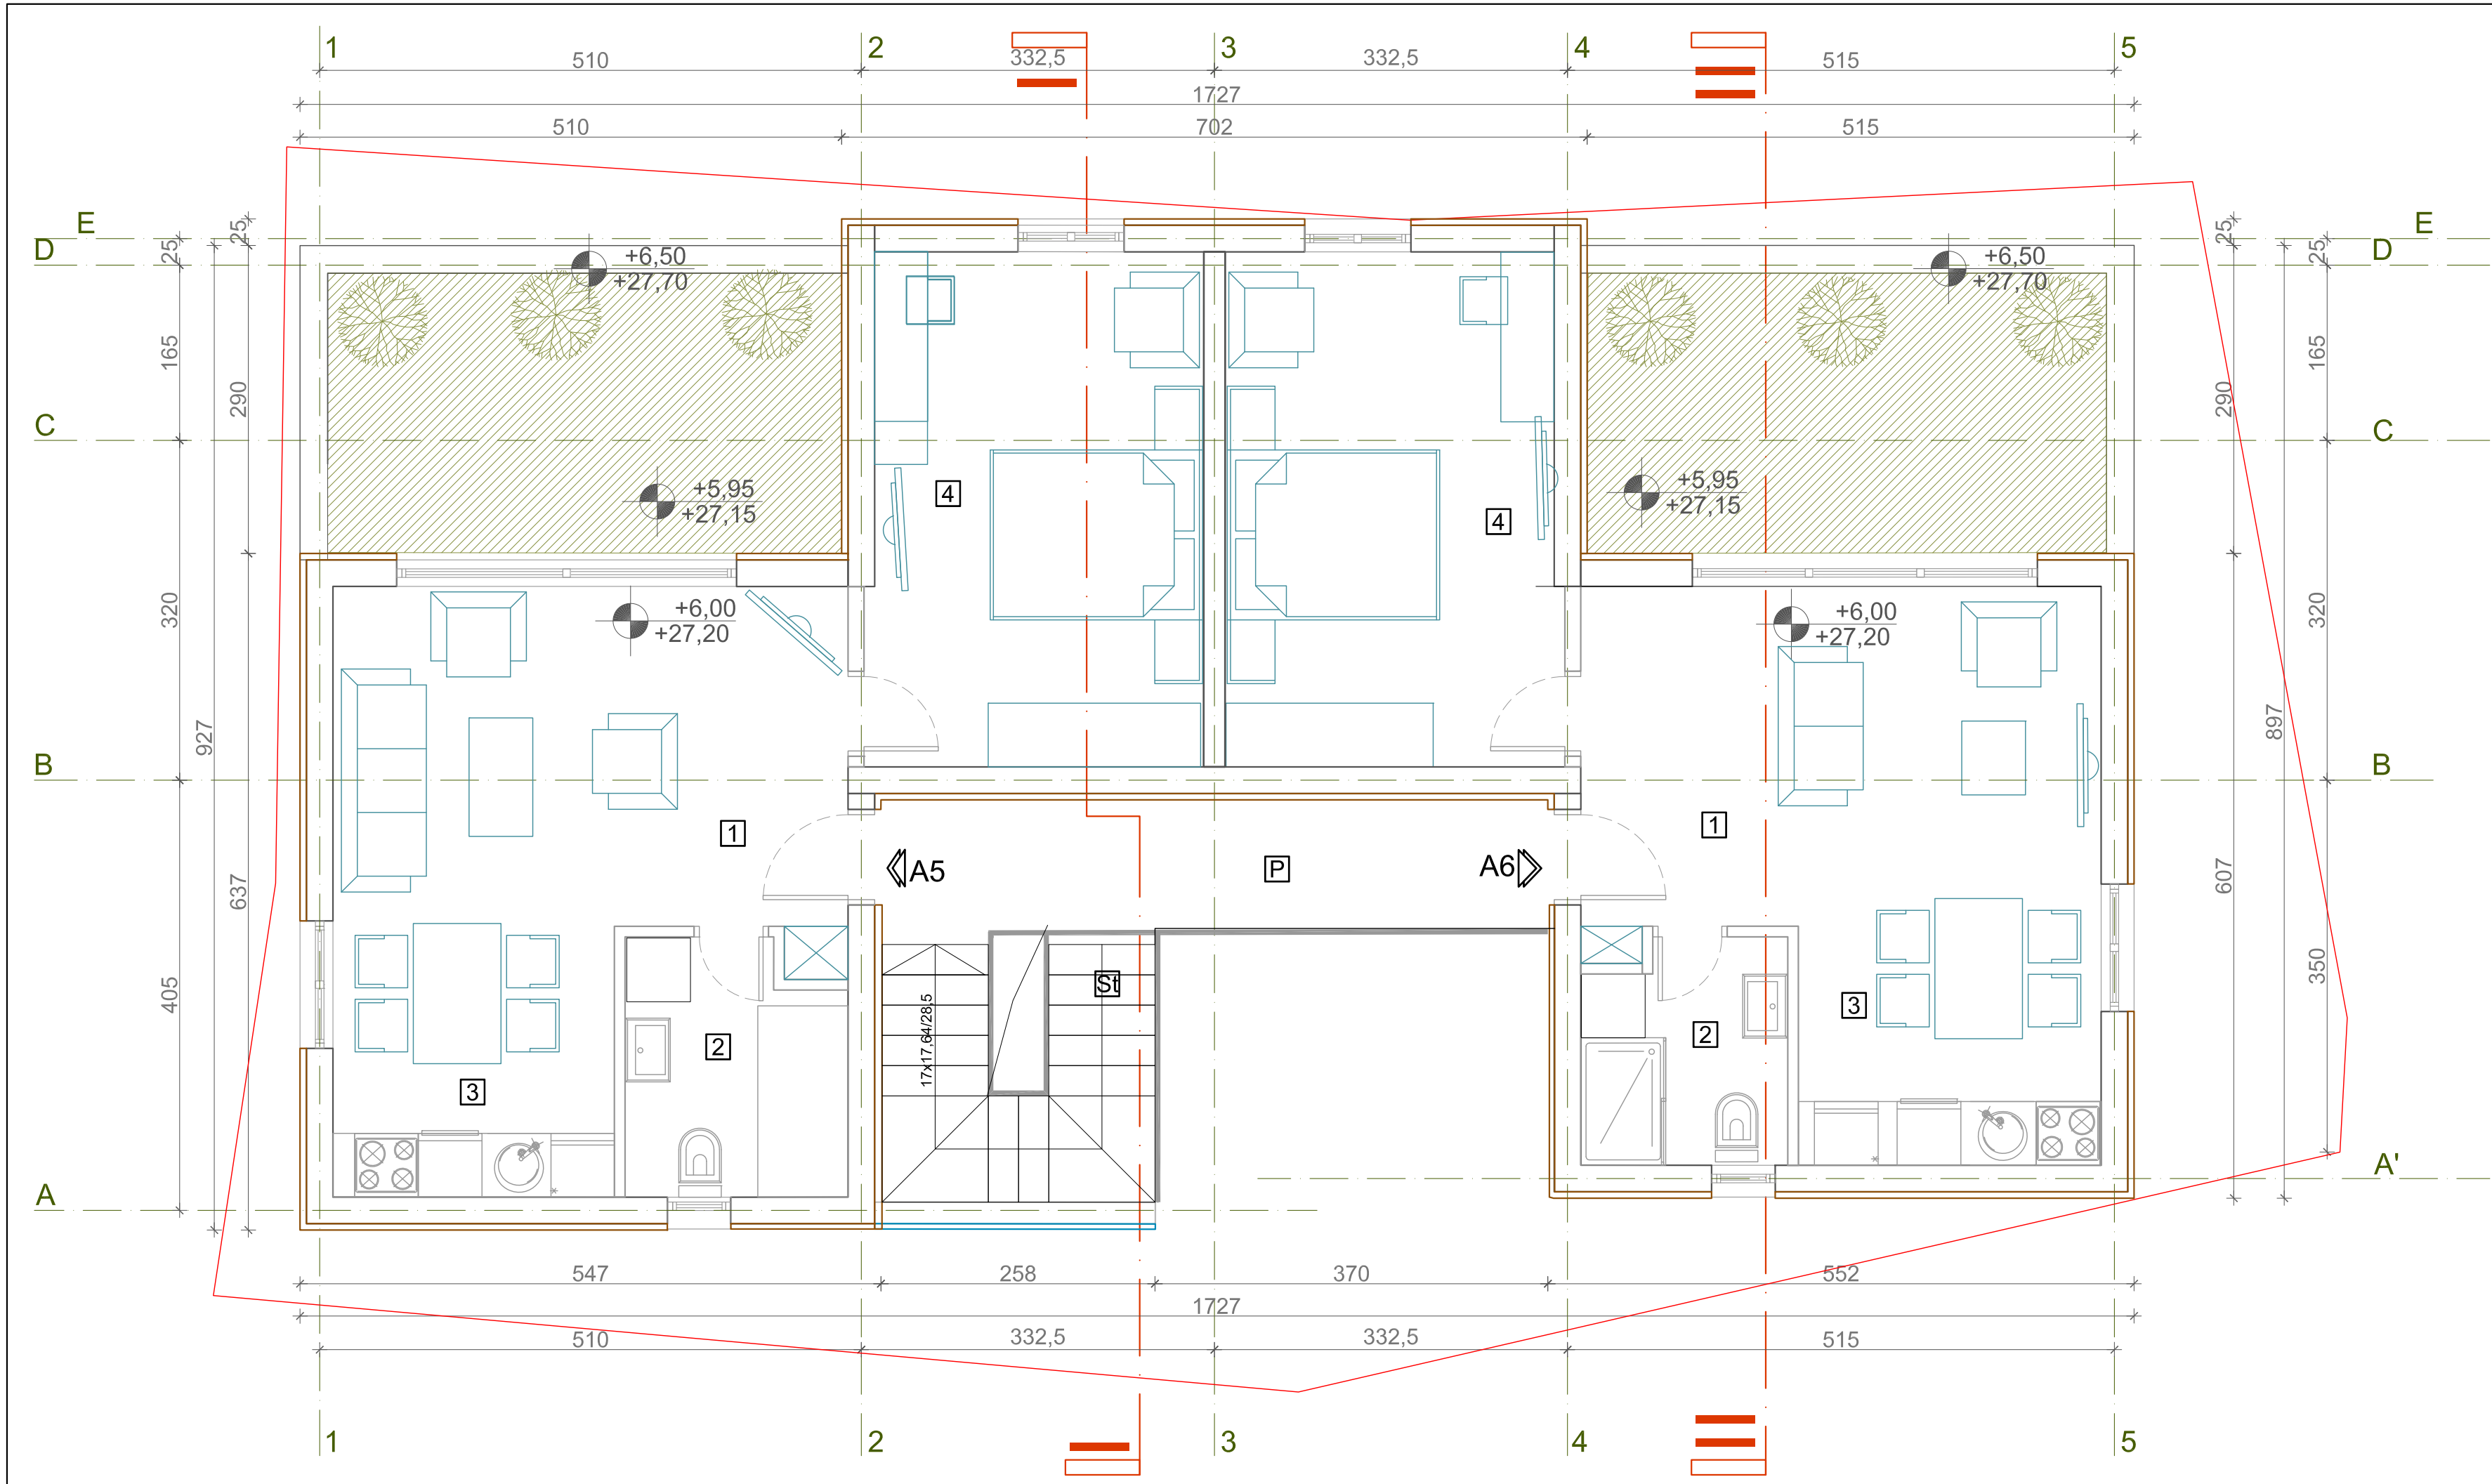 1 2 3 4 5
510 332,5 332,5 515
1727
510 702 515
E E
D D
25 25 25 25
+6,50 +6,50
+27,70 +27,70
165 290 290 165
C C
+5,95 +5,95
+27,15 +27,15
4 4
320 320
+6,00 +6,00
+27,20 +27,20
927 897
B B
1 1
A5 P A6
637 607
405 350
St
17x17,64/28,5
3 2 2 3
A A'
547 258 370 552
1727
510 332,5 332,5 515
1 2 3 4 5